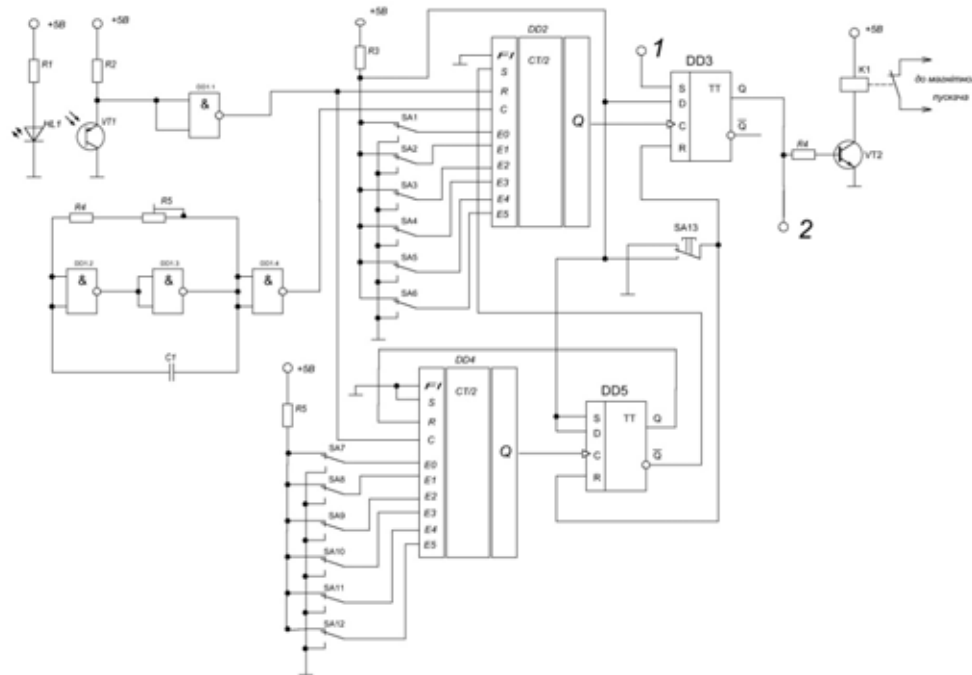 +5В
R1
HL1
+5В
R2
VT1
DD1.1
&
R4
R5
DD1.2
&
DD1.3
&
DD1.4
&
C1
+5В
R3
SA1
SA2
SA3
SA4
SA5
SA6
DD2
CT/2
S
R
C
E0
E1
E2
E3
E4
E5
Q
1
DD3
TT
S
D
C
R
Q
Q
R4
VT2
2
+5В
K1
до магнітного
пускача
SA13
+5В
R5
SA7
SA8
SA9
SA10
SA11
SA12
DD4
CT/2
S
R
C
E0
E1
E2
E3
E4
E5
Q
DD5
TT
S
D
C
R
Q
Q